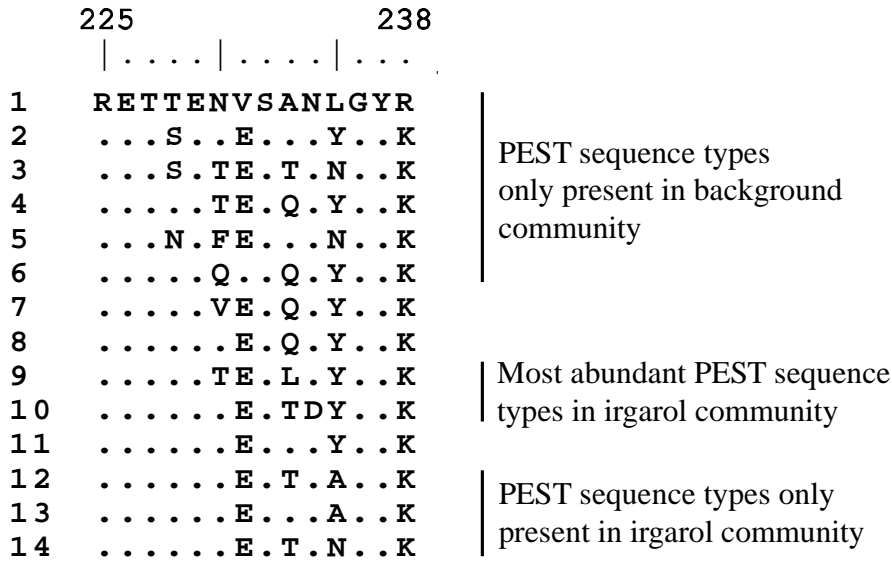 225 238
|....|....|...
1 RETTENVSANLGYR
2 ...S..E...Y..K
3 ...S.TE.T.N..K
4 .....TE.Q.Y..K
5 ...N.FE...N..K
6 .....Q..Q.Y..K
7 .....VE.Q.Y..K
8 ......E.Q.Y..K
9 .....TE.L.Y..K
10 ......E.TDY..K
11 ......E...Y..K
12 ......E.T.A..K
13 ......E...A..K
14 ......E.T.N..K
PEST sequence types
only present in background
community
Most abundant PEST sequence
types in irgarol community
PEST sequence types only
present in irgarol community